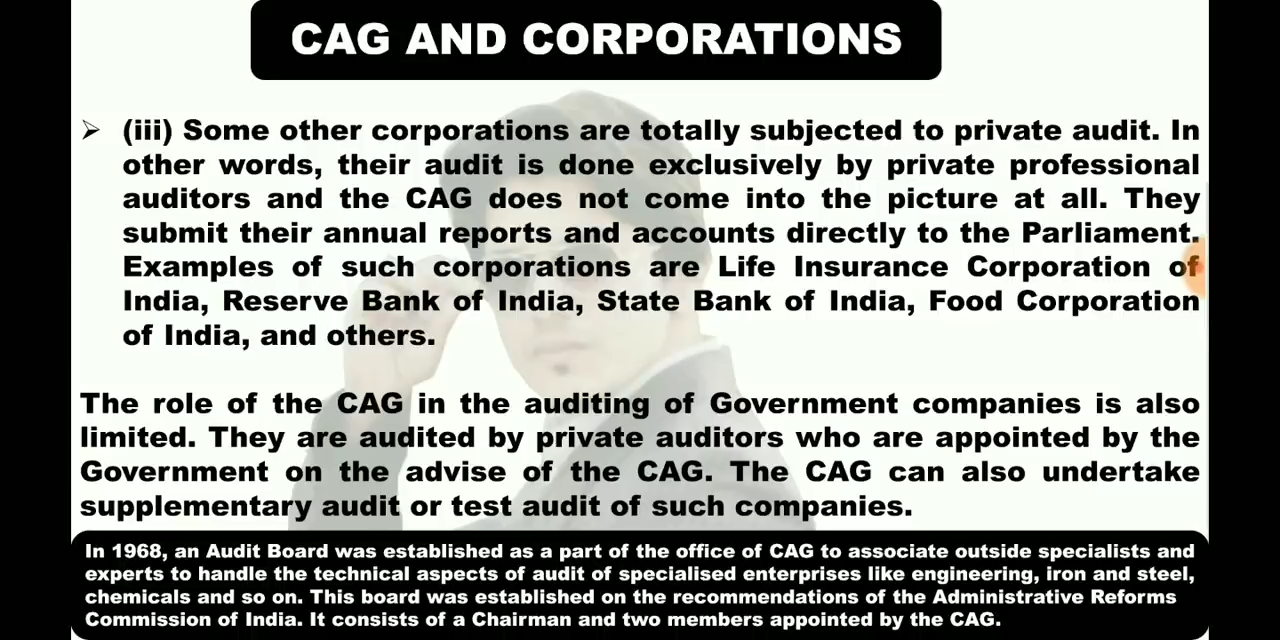 CAG AND CORPORATIONS
➢ (iii) Some other corporations are totally subjected to private audit. In
other words, their audit is done exclusively by private professional
auditors and the CAG does not come into the picture at all. They
submit their annual reports and accounts directly to the Parliament.
Examples of such corporations are Life Insurance Corporation of
India, Reserve Bank of India, State Bank of India, Food Corporation
of India, and others.
The role of the CAG in the auditing of Government companies is also
limited. They are audited by private auditors who are appointed by the
Government on the advise of the CAG. The CAG can also undertake
supplementary audit or test audit of such companies.
In 1968, an Audit Board was established as a part of the office of CAG to associate outside specialists and
experts to handle the technical aspects of audit of specialised enterprises like engineering, iron and steel,
chemicals and so on. This board was established on the recommendations of the Administrative Reforms
Commission of India. It consists of a Chairman and two members appointed by the CAG.